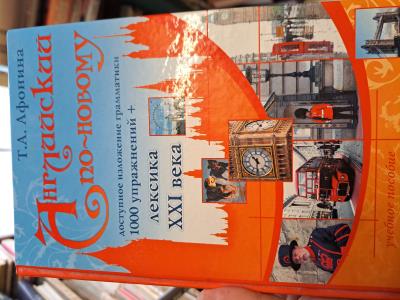 Т.А. Афонина
Английский
по-новому
доступное изложение грамматики
1000 упражнений +
лексика
XXI века
учебное пособие